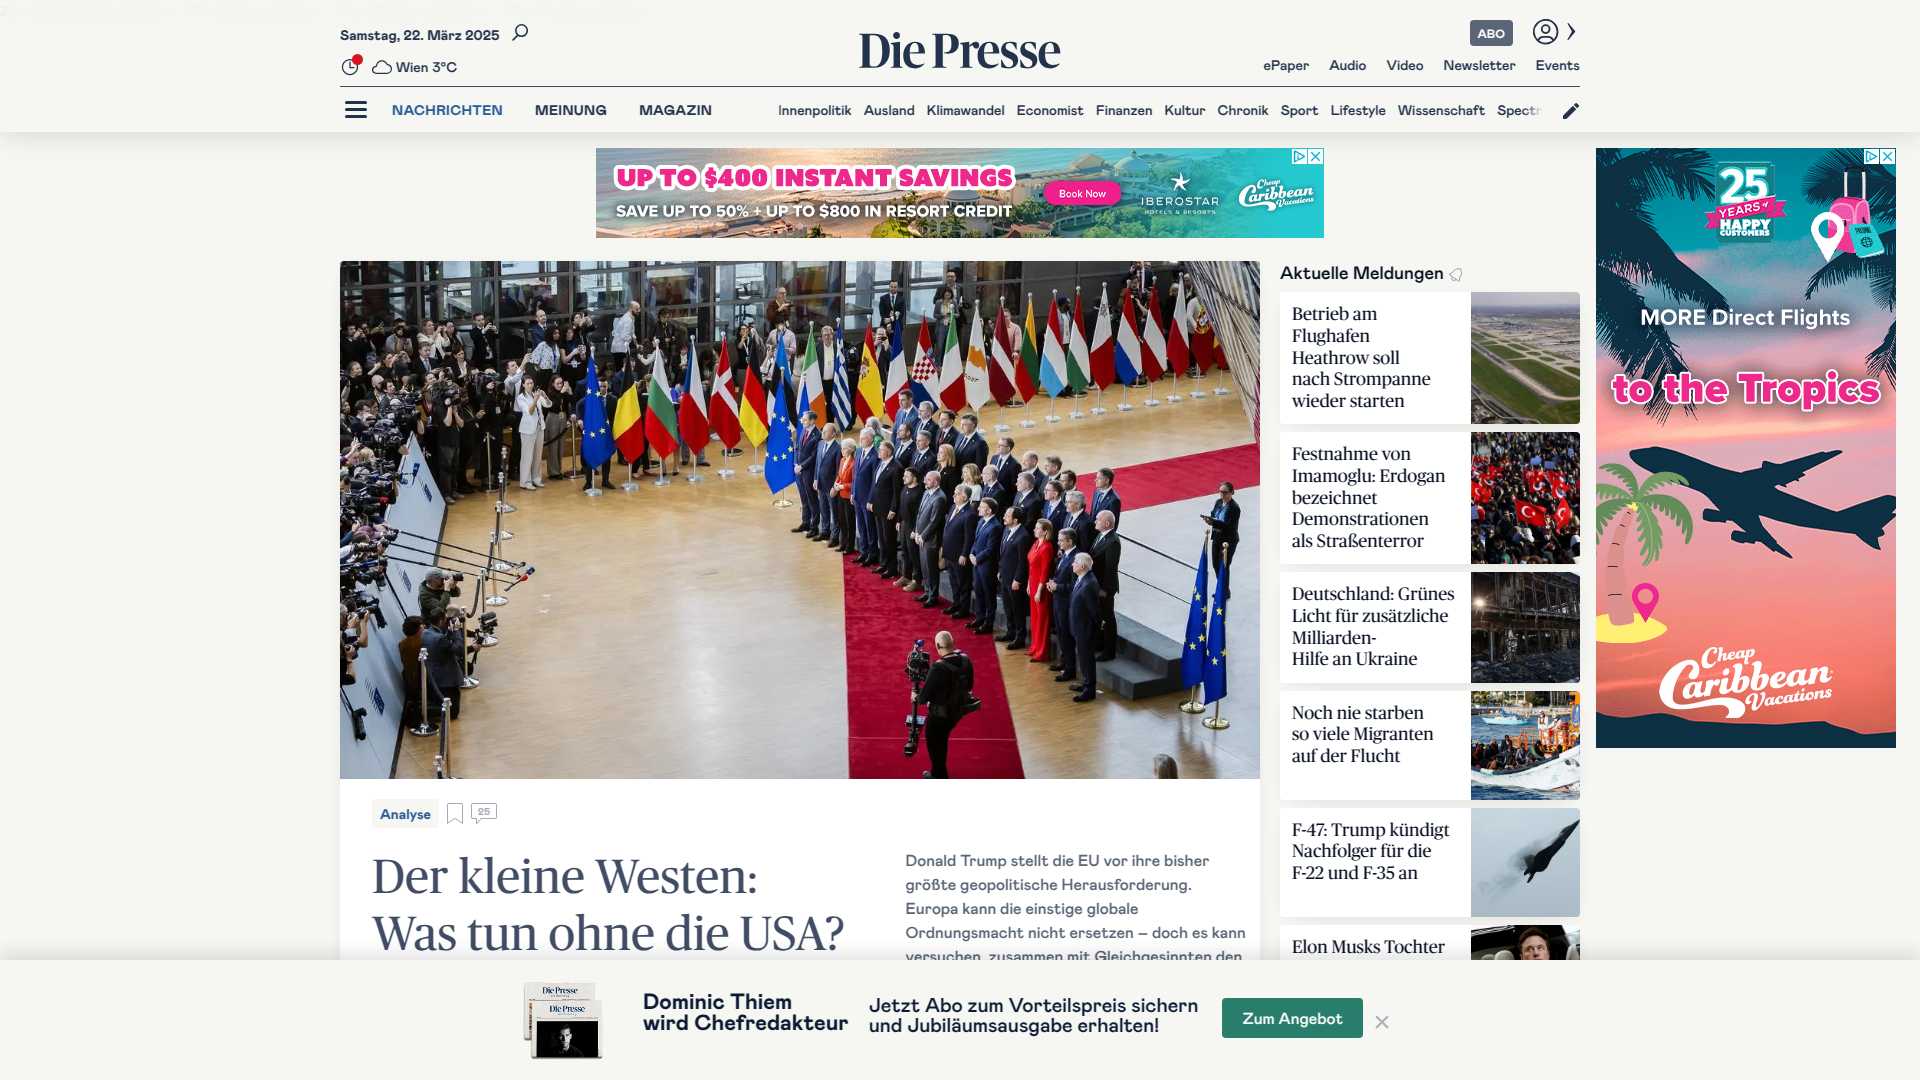 Samstag, 22. März 2025
Wien 3°C
Die Presse
ABO
ePaper Audio Video Newsletter Events
NACHRICHTEN MEINUNG MAGAZIN
Innenpolitik Ausland Klimawandel Economist Finanzen Kultur Chronik Sport Lifestyle Wissenschaft Spectr
UP TO $400 INSTANT SAVINGS
SAVE UP TO 50% + UP TO $800 IN RESORT CREDIT
Book Now
IBEROSTAR
HOTELS & RESORTS
Cheap
Caribbean
Vacations
25
YEARS of
HAPPY
CUSTOMERS
MORE Direct Flights
to the Tropics
Cheap
Caribbean
Vacations
Analyse
25
Der kleine Westen:
Was tun ohne die USA?
Donald Trump stellt die EU vor ihre bisher
größte geopolitische Herausforderung.
Europa kann die einstige globale
Ordnungsmacht nicht ersetzen – doch es kann
versuchen, zusammen mit Gleichgesinnten den
Aktuelle Meldungen
Betrieb am
Flughafen
Heathrow soll
nach Strompanne
wieder starten
Festnahme von
Imamoglu: Erdogan
bezeichnet
Demonstrationen
als Straßenterror
Deutschland: Grünes
Licht für zusätzliche
Milliarden-
Hilfe an Ukraine
Noch nie starben
so viele Migranten
auf der Flucht
F-47: Trump kündigt
Nachfolger für die
F-22 und F-35 an
Elon Musks Tochter
Die Presse
Die Presse
Dominic Thiem
wird Chefredakteur
Jetzt Abo zum Vorteilspreis sichern
und Jubiläumsausgabe erhalten!
Zum Angebot